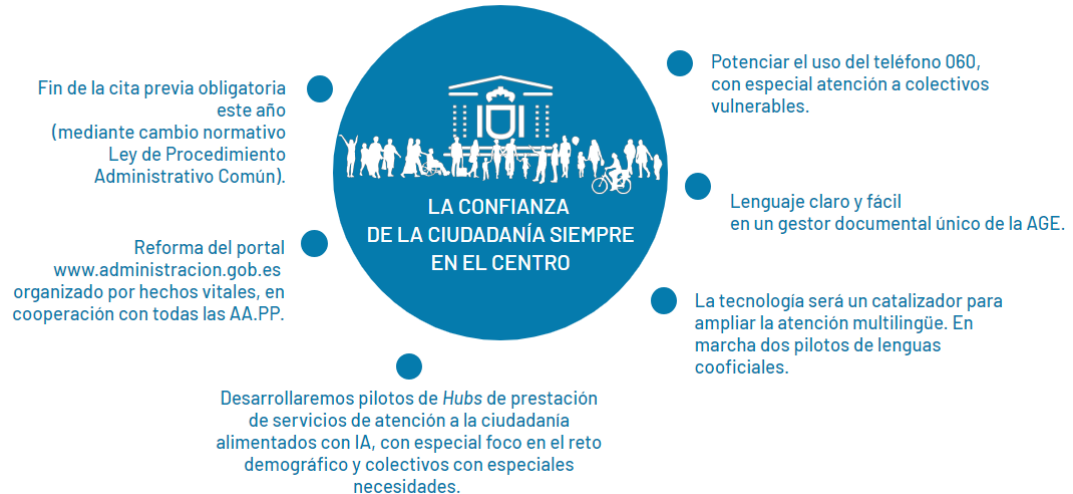 Fin de la cita previa obligatoria
este año
(mediante cambio normativo
Ley de Procedimiento
Administrativo Común).
Reforma del portal
www.administracion.gob.es
organizado por hechos vitales, en
cooperación con todas las AA.PP.
LA CONFIANZA
DE LA CIUDADANÍA SIEMPRE
EN EL CENTRO
Potenciar el uso del teléfono 060,
con especial atención a colectivos
vulnerables.
Lenguaje claro y fácil
en un gestor documental único de la AGE.
La tecnología será un catalizador para
ampliar la atención multilingüe. En
marcha dos pilotos de lenguas
cooficiales.
Desarrollaremos pilotos de Hubs de prestación
de servicios de atención a la ciudadanía
alimentados con IA, con especial foco en el reto
demográfico y colectivos con especiales
necesidades.